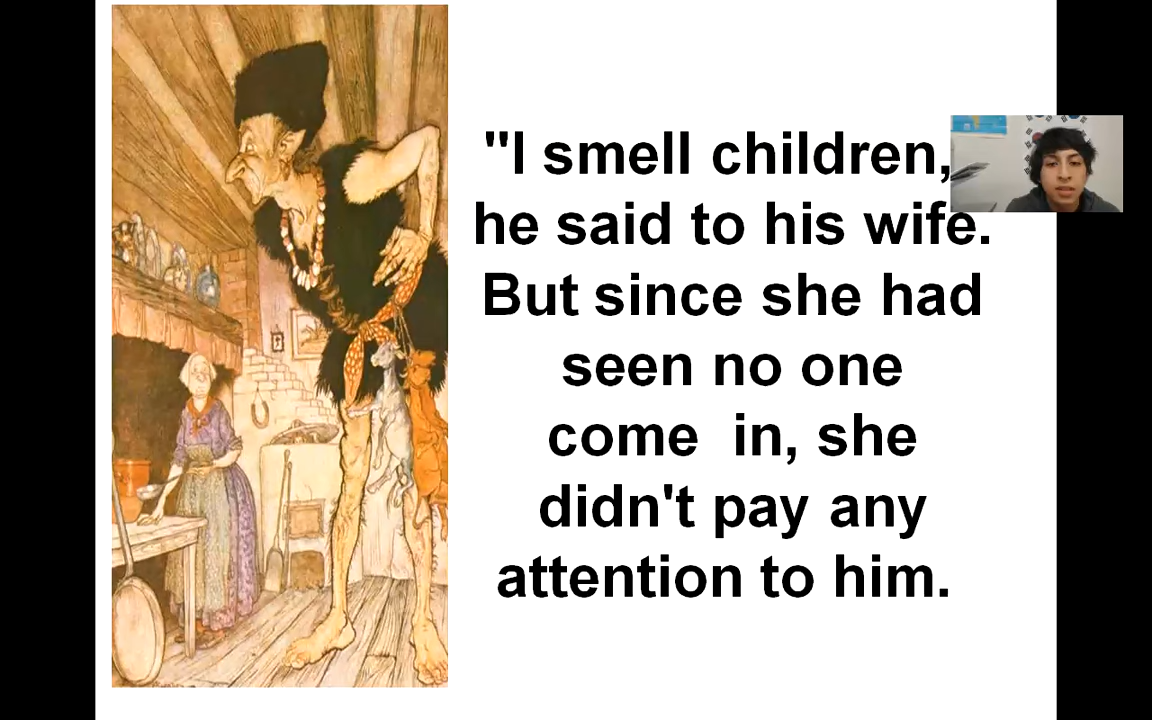 "I smell children,
he said to his wife.
But since she had
seen no one
come  in, she
didn't pay any
attention to him.